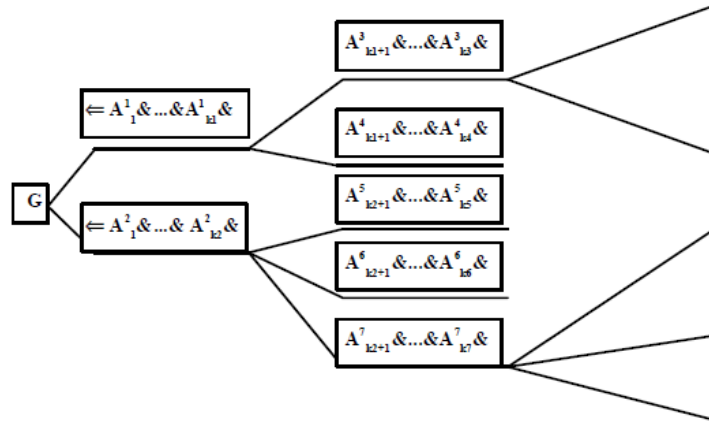 A³ₖ₁₊₁&...&A³ₖ₃&
⇐ A¹₁&...&A¹ₖ₁&
A⁴ₖ₁₊₁&...&A⁴ₖ₄&
G
A⁵ₖ₂₊₁&...&A⁵ₖ₅&
⇐ A²₁&...& A²ₖ₂&
A⁶ₖ₂₊₁&...&A⁶ₖ₆&
A⁷ₖ₂₊₁&...&A⁷ₖ₇&